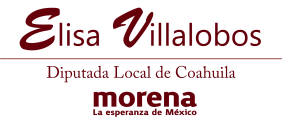 Elisa Villalobos
Diputada Local de Coahuila
morena
La esperanza de México